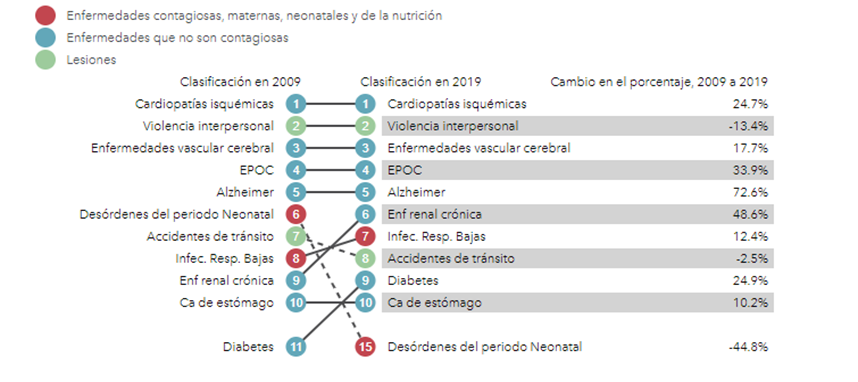 Enfermedades contagiosas, maternas, neonatales y de la nutrición
Enfermedades que no son contagiosas
Lesiones
Clasificación en 2009 Clasificación en 2019 Cambio en el porcentaje, 2009 a 2019
Cardiopatías isquémicas 1 1 Cardiopatías isquémicas 24.7%
Violencia interpersonal 2 2 Violencia interpersonal -13.4%
Enfermedades vascular cerebral 3 3 Enfermedades vascular cerebral 17.7%
EPOC 4 4 EPOC 33.9%
Alzheimer 5 5 Alzheimer 72.6%
Desórdenes del periodo Neonatal 6 6 Enf renal crónica 48.6%
Accidentes de tránsito 7 7 Infec. Resp. Bajas 12.4%
Infec. Resp. Bajas 8 8 Accidentes de tránsito -2.5%
Enf renal crónica 9 9 Diabetes 24.9%
Ca de estómago 10 10 Ca de estómago 10.2%
Diabetes 11 15 Desórdenes del periodo Neonatal -44.8%